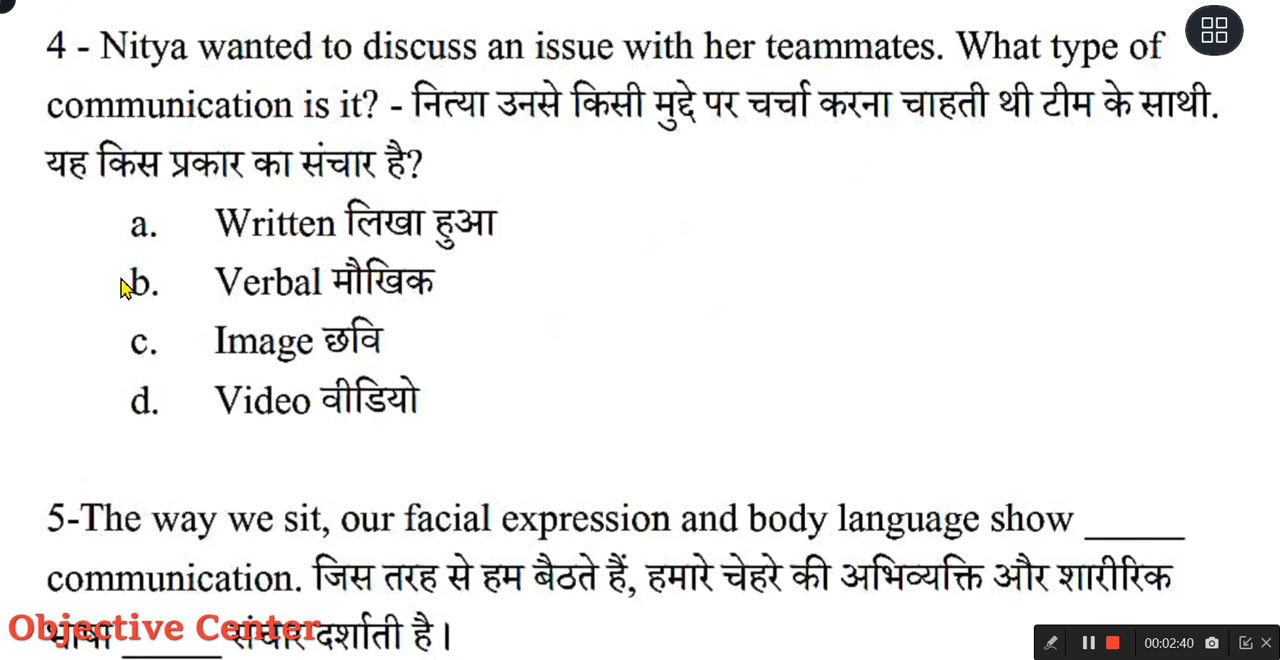 4 - Nitya wanted to discuss an issue with her teammates. What type of
communication is it? - नित्या उनसे किसी मुद्दे पर चर्चा करना चाहती थी टीम के साथी.
यह किस प्रकार का संचार है?
a. Written लिखा हुआ
b. Verbal मौखिक
c. Image छवि
d. Video वीडियो
5-The way we sit, our facial expression and body language show ______
communication. जिस तरह से हम बैठते हैं, हमारे चेहरे की अभिव्यक्ति और शारीरिक
भाषा ______ संचार दर्शाती है।
Objective Center
00:02:40